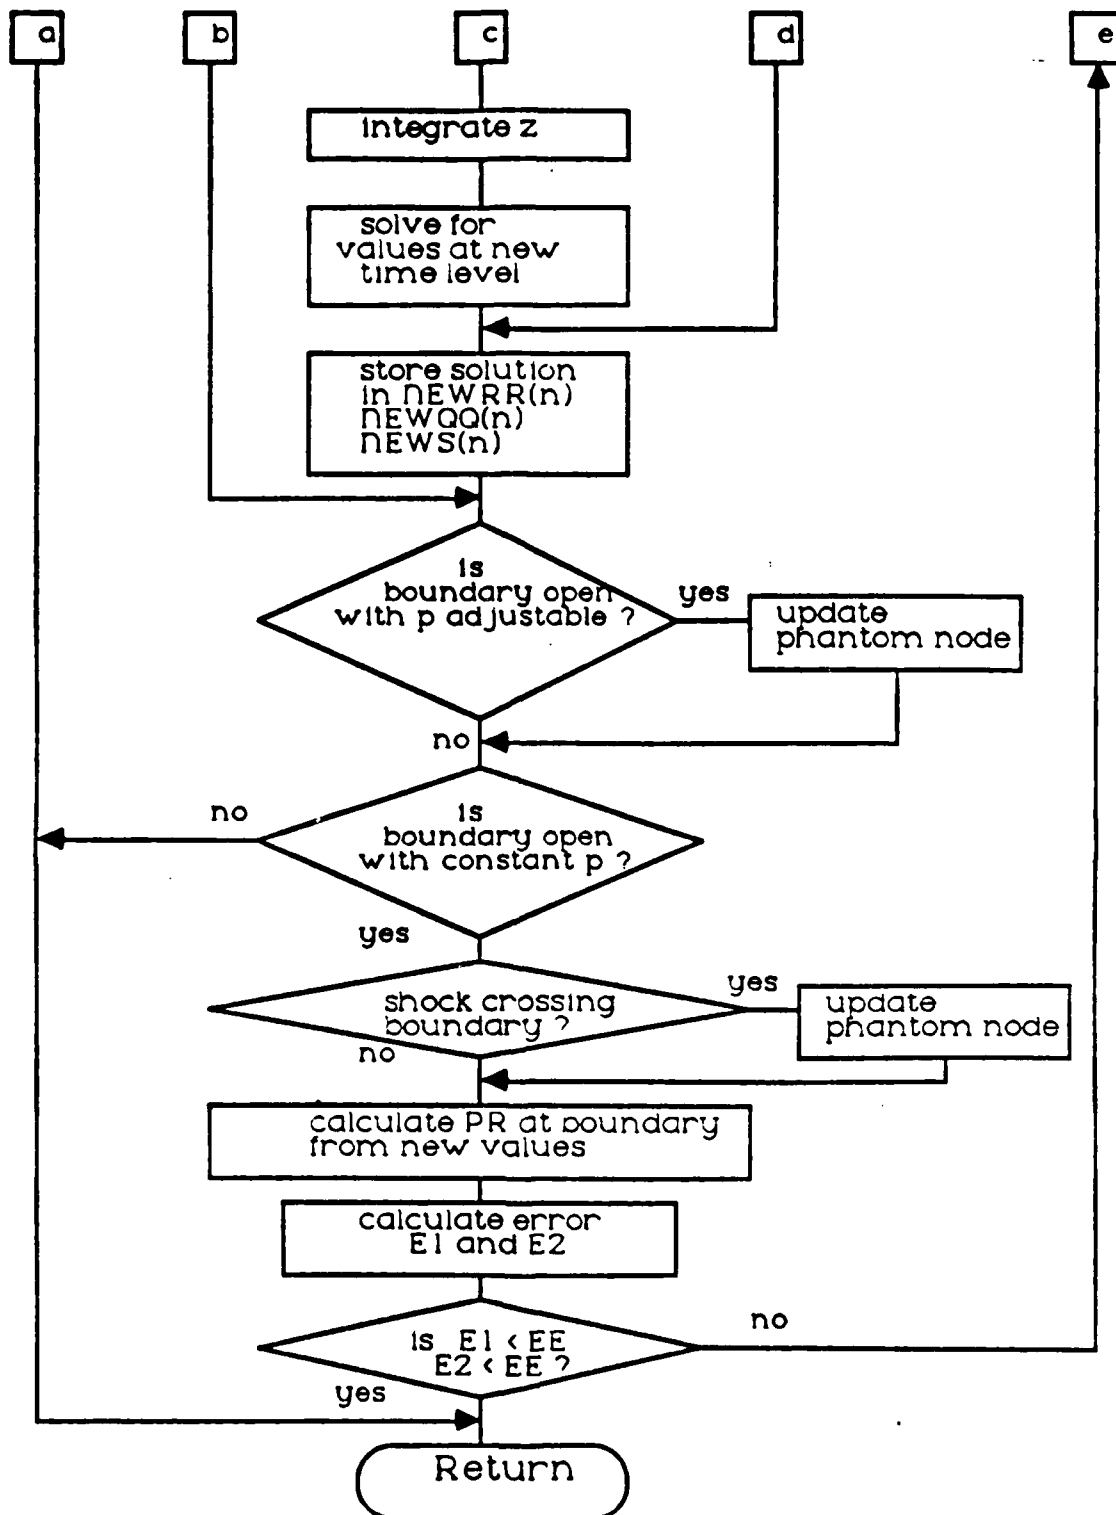 a
b
c
d
e
integrate z
solve for
values at new
time level
store solution
in NEWRR(n)
NEWQQ(n)
NEWS(n)
is
boundary open
with p adjustable ?
yes
update
phantom node
no
is
boundary open
with constant p ?
no
yes
shock crossing
boundary ?
yes
update
phantom node
no
calculate PR at boundary
from new values
calculate error
E1 and E2
is E1 < EE
E2 < EE ?
no
yes
Return